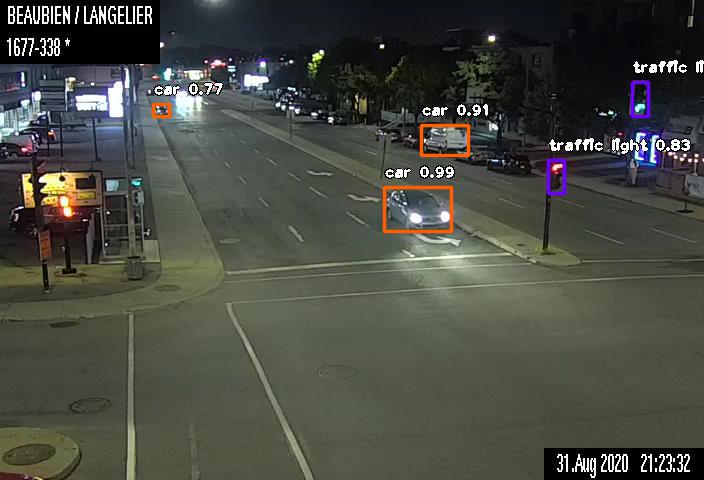 BEAUBIEN / LANGELIER
1677-338 *
car 0.77
traffic l
car 0.91
traffic light 0.83
car 0.99
31.Aug 2020 21:23:32